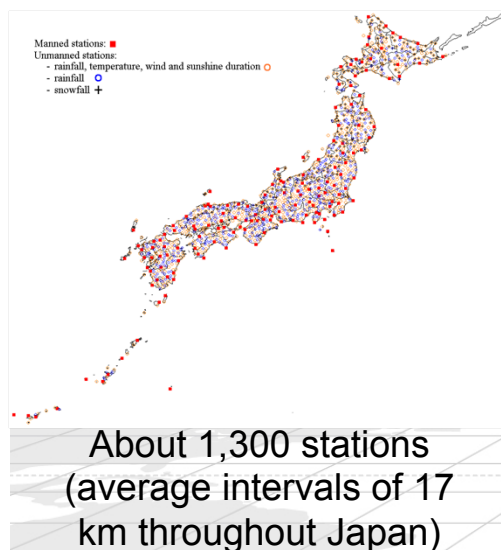 Manned stations:
Unmanned stations:
- rainfall, temperature, wind and sunshine duration
- rainfall
- snowfall
About 1,300 stations
(average intervals of 17
km throughout Japan)